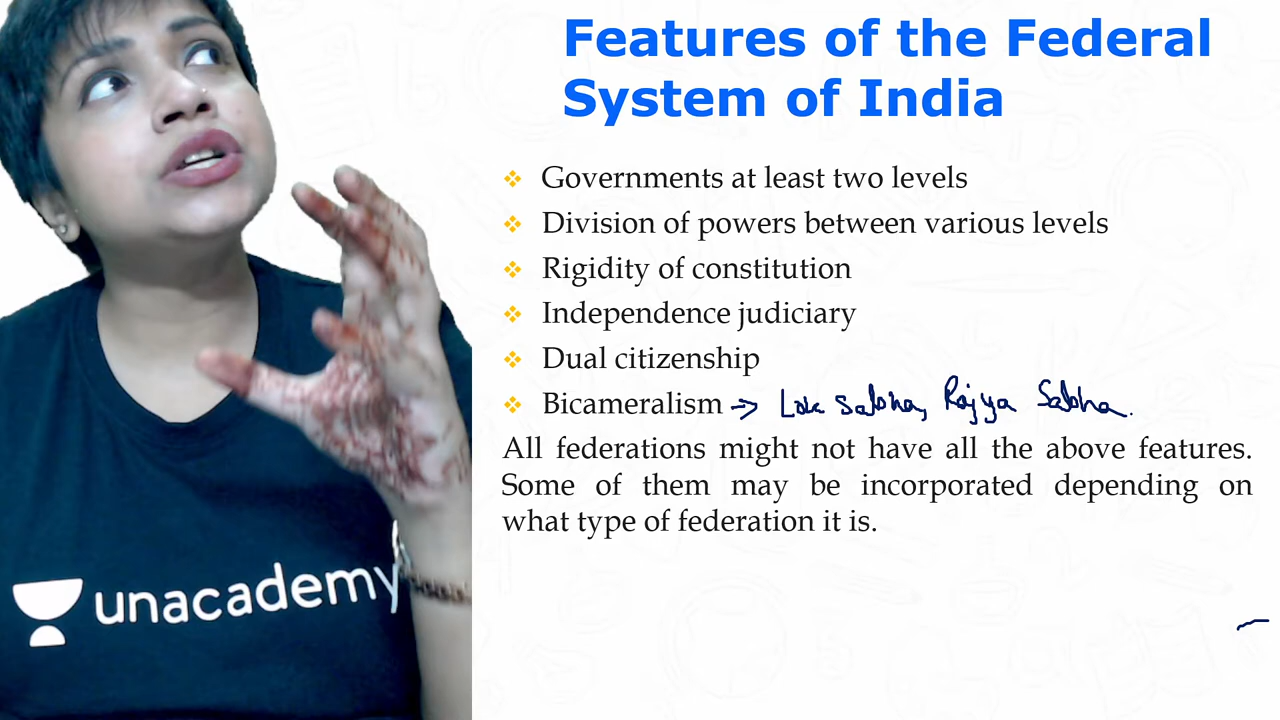 Features of the Federal
System of India
❖ Governments at least two levels
❖ Division of powers between various levels
❖ Rigidity of constitution
❖ Independence judiciary
❖ Dual citizenship
❖ Bicameralism → Lok Sabha, Rajya Sabha.
All federations might not have all the above features.
Some of them may be incorporated depending on
what type of federation it is.
unacademy